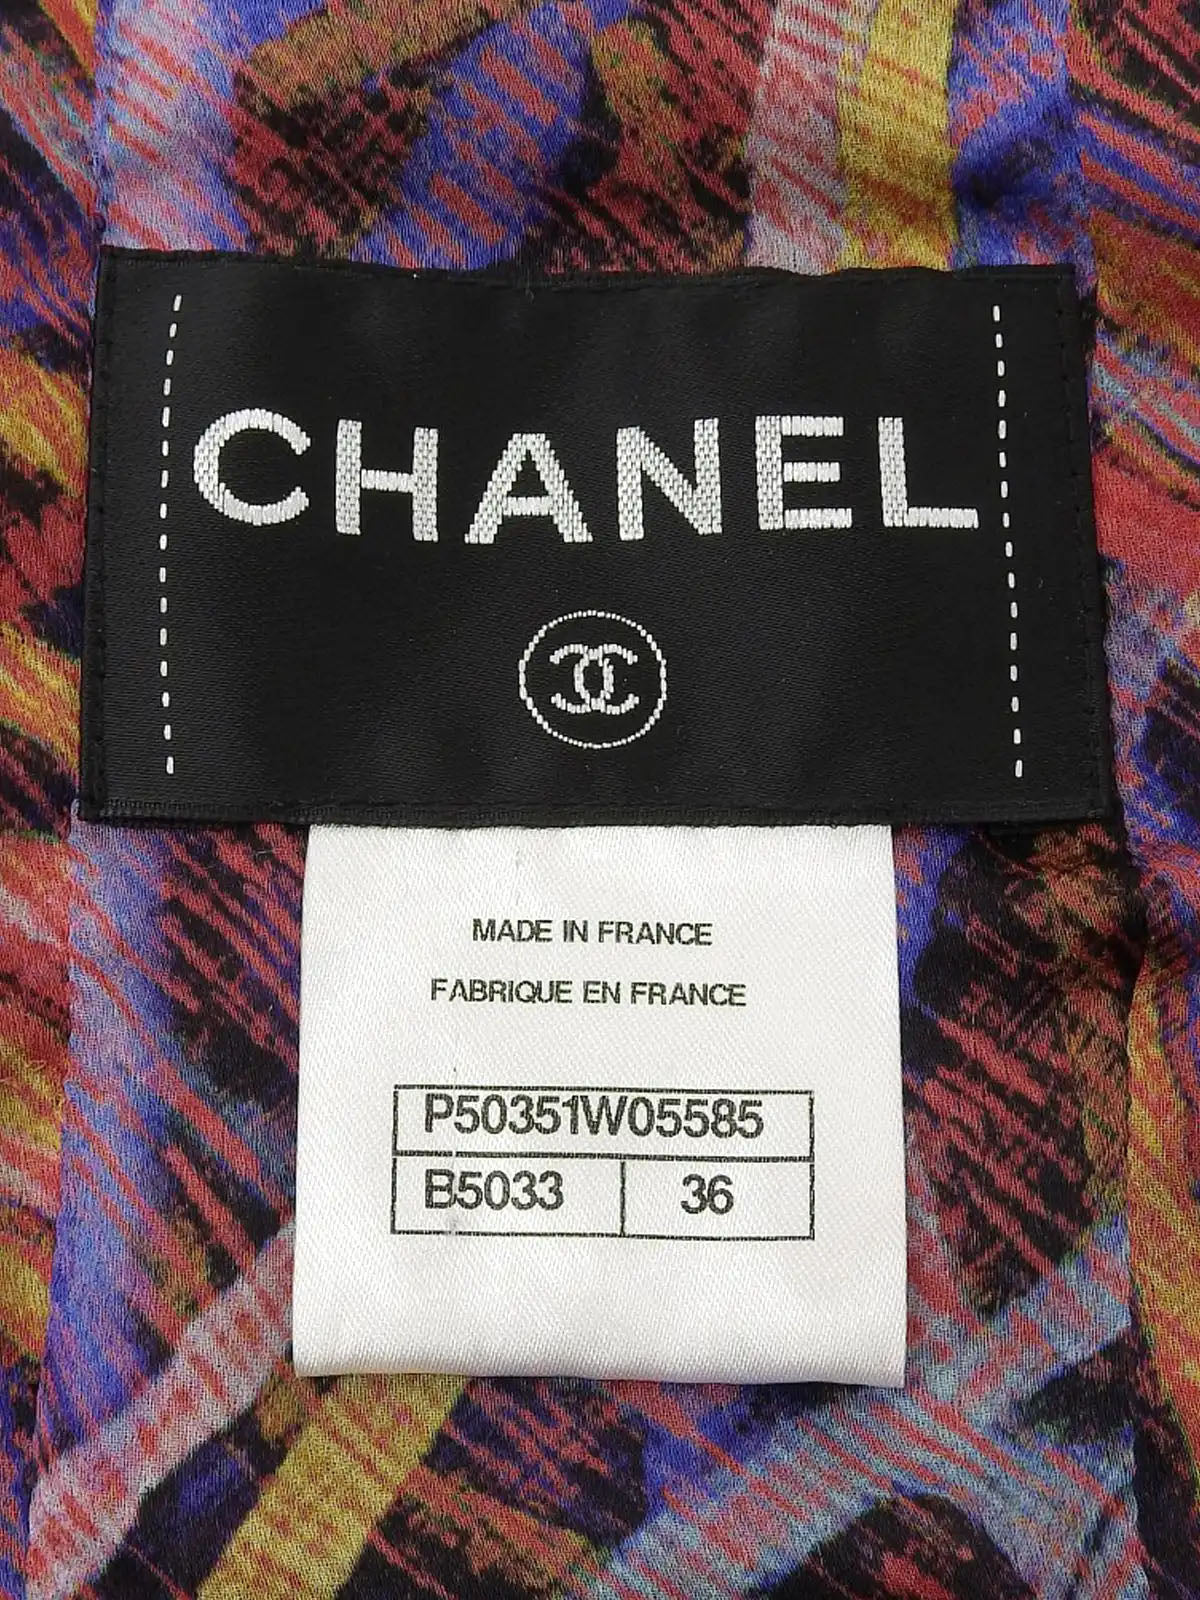 CHANEL
MADE IN FRANCE
FABRIQUE EN FRANCE
P50351W05585
B5033 36